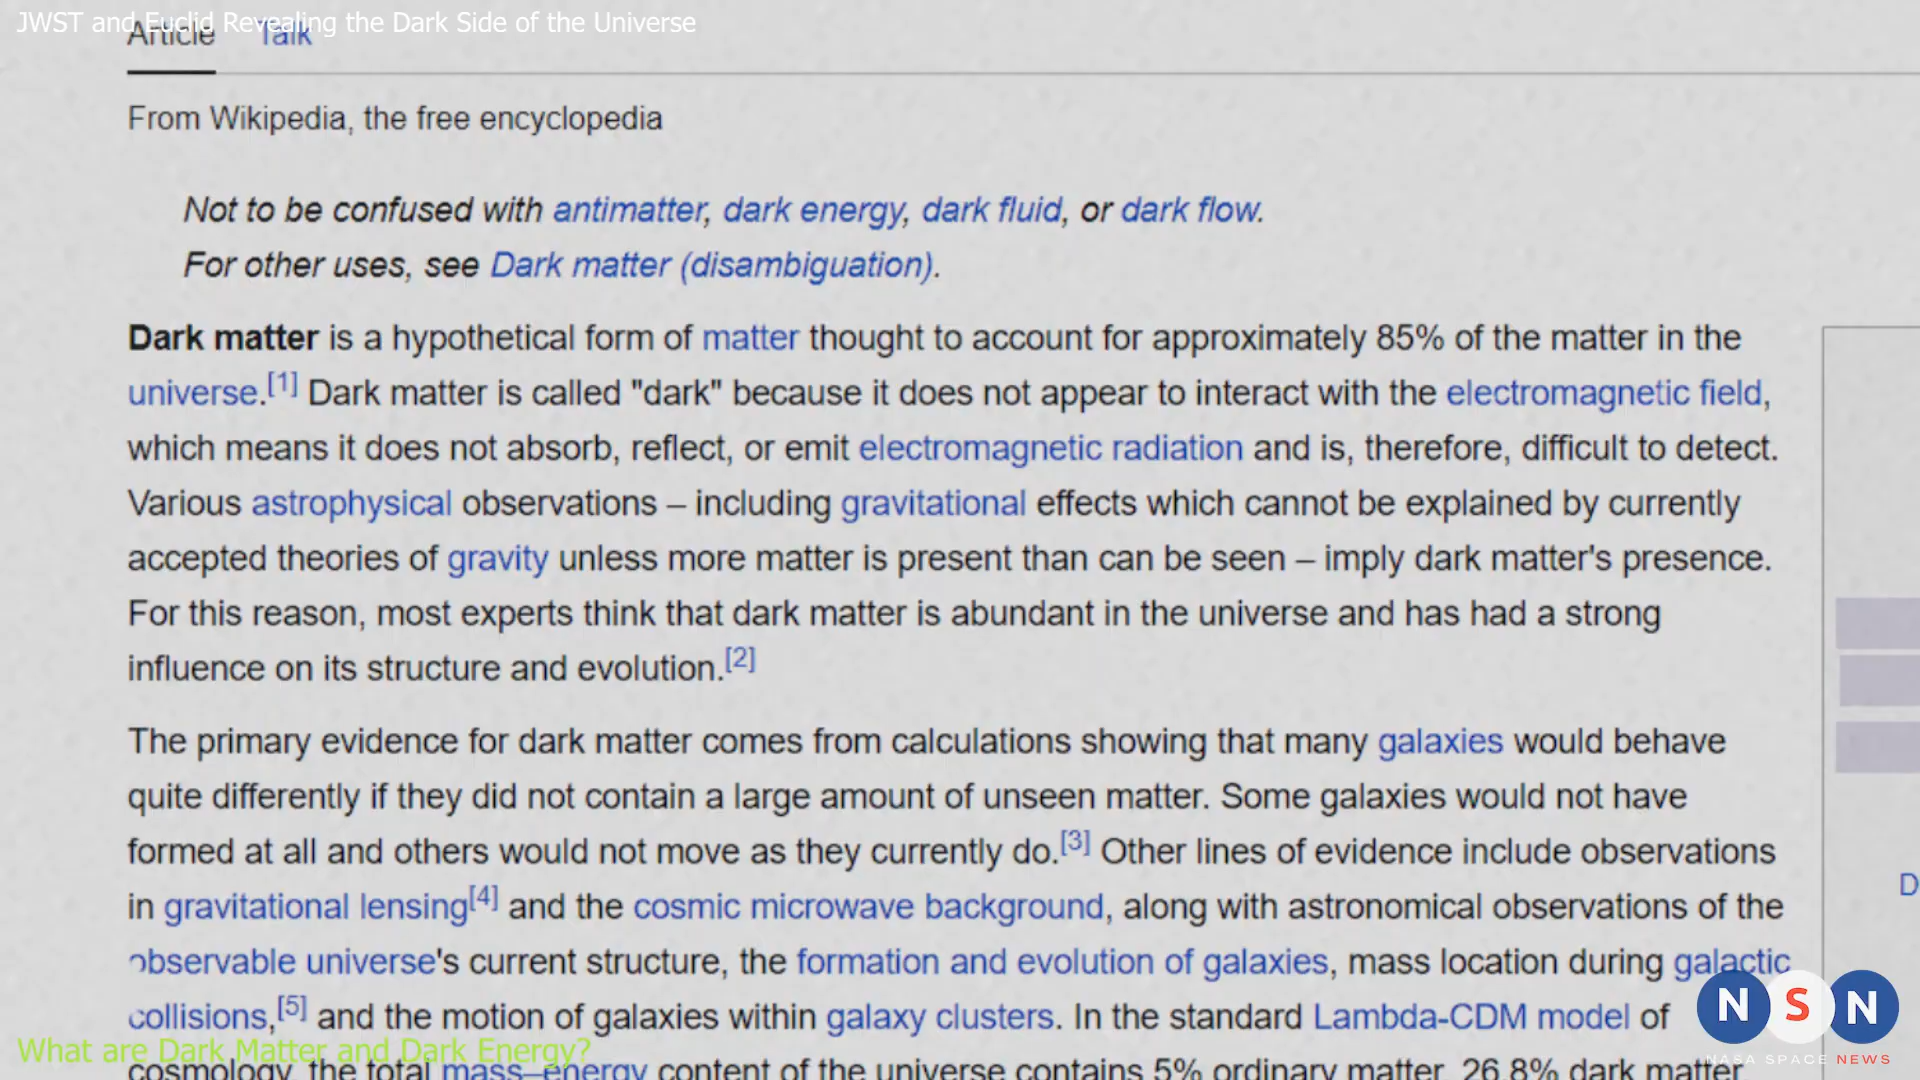 JWST and Euclid Revealing the Dark Side of the Universe
Article Talk
From Wikipedia, the free encyclopedia
Not to be confused with antimatter, dark energy, dark fluid, or dark flow.
For other uses, see Dark matter (disambiguation).
Dark matter is a hypothetical form of matter thought to account for approximately 85% of the matter in the
universe.[1] Dark matter is called "dark" because it does not appear to interact with the electromagnetic field,
which means it does not absorb, reflect, or emit electromagnetic radiation and is, therefore, difficult to detect.
Various astrophysical observations – including gravitational effects which cannot be explained by currently
accepted theories of gravity unless more matter is present than can be seen – imply dark matter's presence.
For this reason, most experts think that dark matter is abundant in the universe and has had a strong
influence on its structure and evolution.[2]
The primary evidence for dark matter comes from calculations showing that many galaxies would behave
quite differently if they did not contain a large amount of unseen matter. Some galaxies would not have
formed at all and others would not move as they currently do.[3] Other lines of evidence include observations
in gravitational lensing[4] and the cosmic microwave background, along with astronomical observations of the
observable universe's current structure, the formation and evolution of galaxies, mass location during galactic
collisions,[5] and the motion of galaxies within galaxy clusters. In the standard Lambda-CDM model of
cosmology, the total mass–energy content of the universe contains 5% ordinary matter, 26.8% dark matter,
What are Dark Matter and Dark Energy?
D
NSN
NASA SPACE NEWS